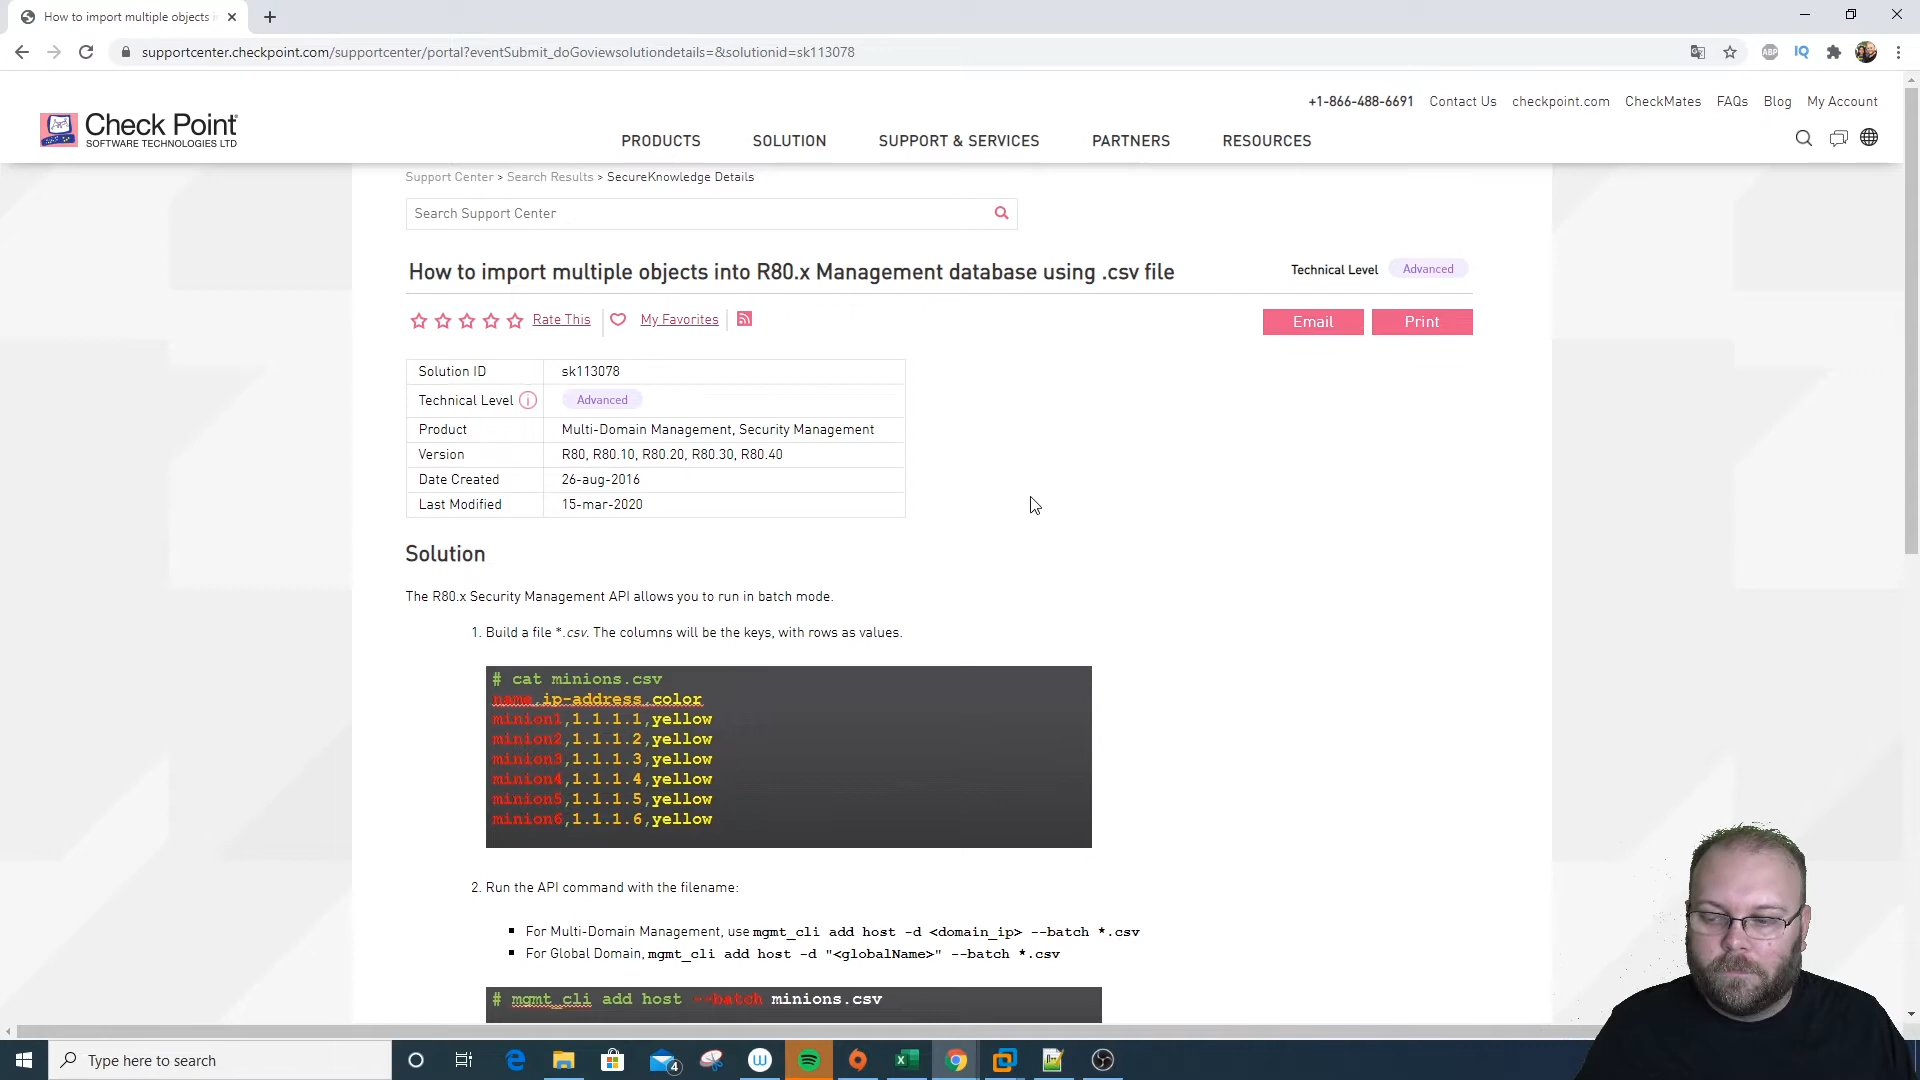 How to import multiple objects i
supportcenter.checkpoint.com/supportcenter/portal?eventSubmit_doGoviewsolutiondetails=&solutionid=sk113078
ABP
IQ
+1-866-488-6691 Contact Us checkpoint.com CheckMates FAQs Blog My Account
Check Point
SOFTWARE TECHNOLOGIES LTD
PRODUCTS SOLUTION SUPPORT & SERVICES PARTNERS RESOURCES
Support Center > Search Results > SecureKnowledge Details
Search Support Center
How to import multiple objects into R80.x Management database using .csv file
Technical Level Advanced
Rate This My Favorites
Email Print
Solution ID sk113078
Technical Level Advanced
Product Multi-Domain Management, Security Management
Version R80, R80.10, R80.20, R80.30, R80.40
Date Created 26-aug-2016
Last Modified 15-mar-2020
Solution
The R80.x Security Management API allows you to run in batch mode.
1. Build a file *.csv. The columns will be the keys, with rows as values.
# cat minions.csv
name,ip-address,color
minion1,1.1.1.1,yellow
minion2,1.1.1.2,yellow
minion3,1.1.1.3,yellow
minion4,1.1.1.4,yellow
minion5,1.1.1.5,yellow
minion6,1.1.1.6,yellow
2. Run the API command with the filename:
▪ For Multi-Domain Management, use mgmt_cli add host -d <domain_ip> --batch *.csv
▪ For Global Domain, mgmt_cli add host -d "<globalName>" --batch *.csv
# mgmt_cli add host --batch minions.csv
Type here to search
4